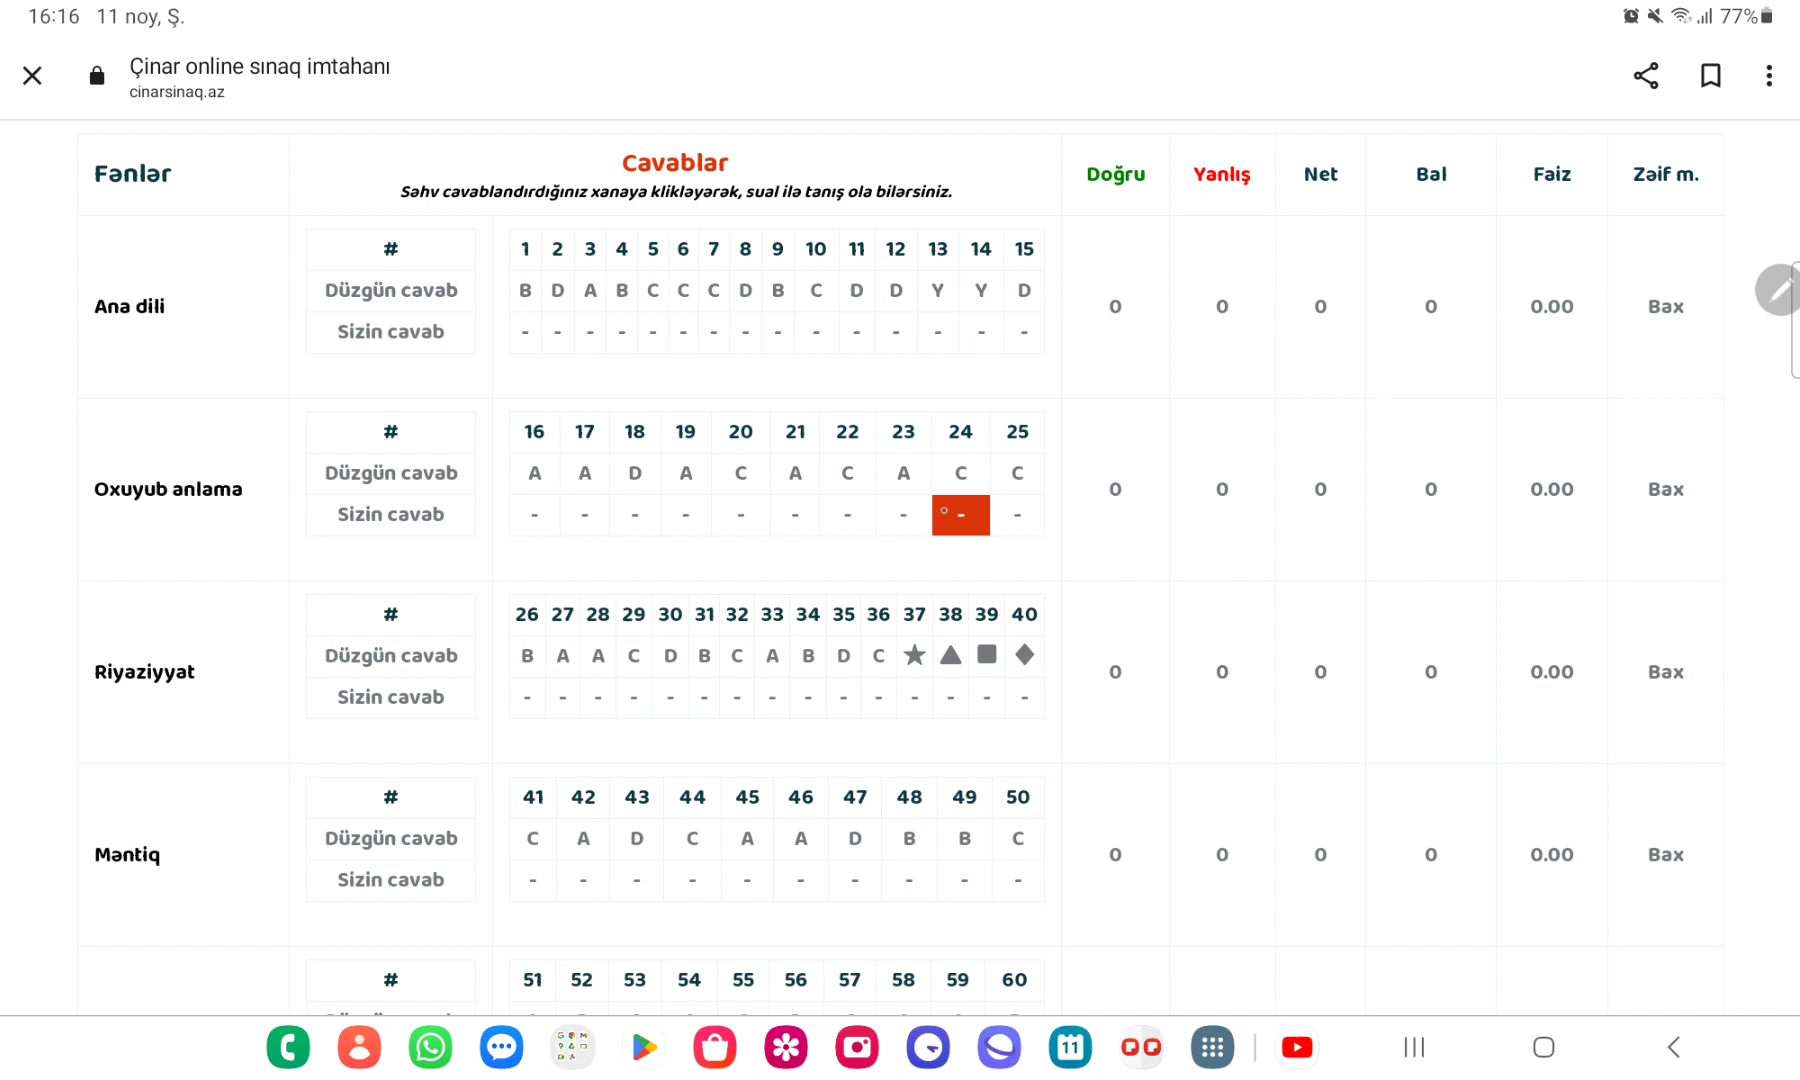 16:16 11 noy, Ş.
77%
Çinar online sınaq imtahanı
cinarsinaq.az
Fənlər
Cavablar
Səhv cavablandırdığınız xanaya klikləyərək, sual ilə tanış ola bilərsiniz.
Doğru Yanlış Net Bal Faiz Zəif m.
Ana dili
# 1 2 3 4 5 6 7 8 9 10 11 12 13 14 15
Düzgün cavab B D A B C C C D B C D D Y Y D
Sizin cavab - - - - - - - - - - - - - - -
0 0 0 0 0.00 Bax
Oxuyub anlama
# 16 17 18 19 20 21 22 23 24 25
Düzgün cavab A A D A C A C A C C
Sizin cavab - - - - - - - - - -
0 0 0 0 0.00 Bax
Riyaziyyat
# 26 27 28 29 30 31 32 33 34 35 36 37 38 39 40
Düzgün cavab B A A C D B C A B D C ★ ▲ ■ ◆
Sizin cavab - - - - - - - - - - - - - - -
0 0 0 0 0.00 Bax
Məntiq
# 41 42 43 44 45 46 47 48 49 50
Düzgün cavab C A D C A A D B B C
Sizin cavab - - - - - - - - - -
0 0 0 0 0.00 Bax
# 51 52 53 54 55 56 57 58 59 60
11